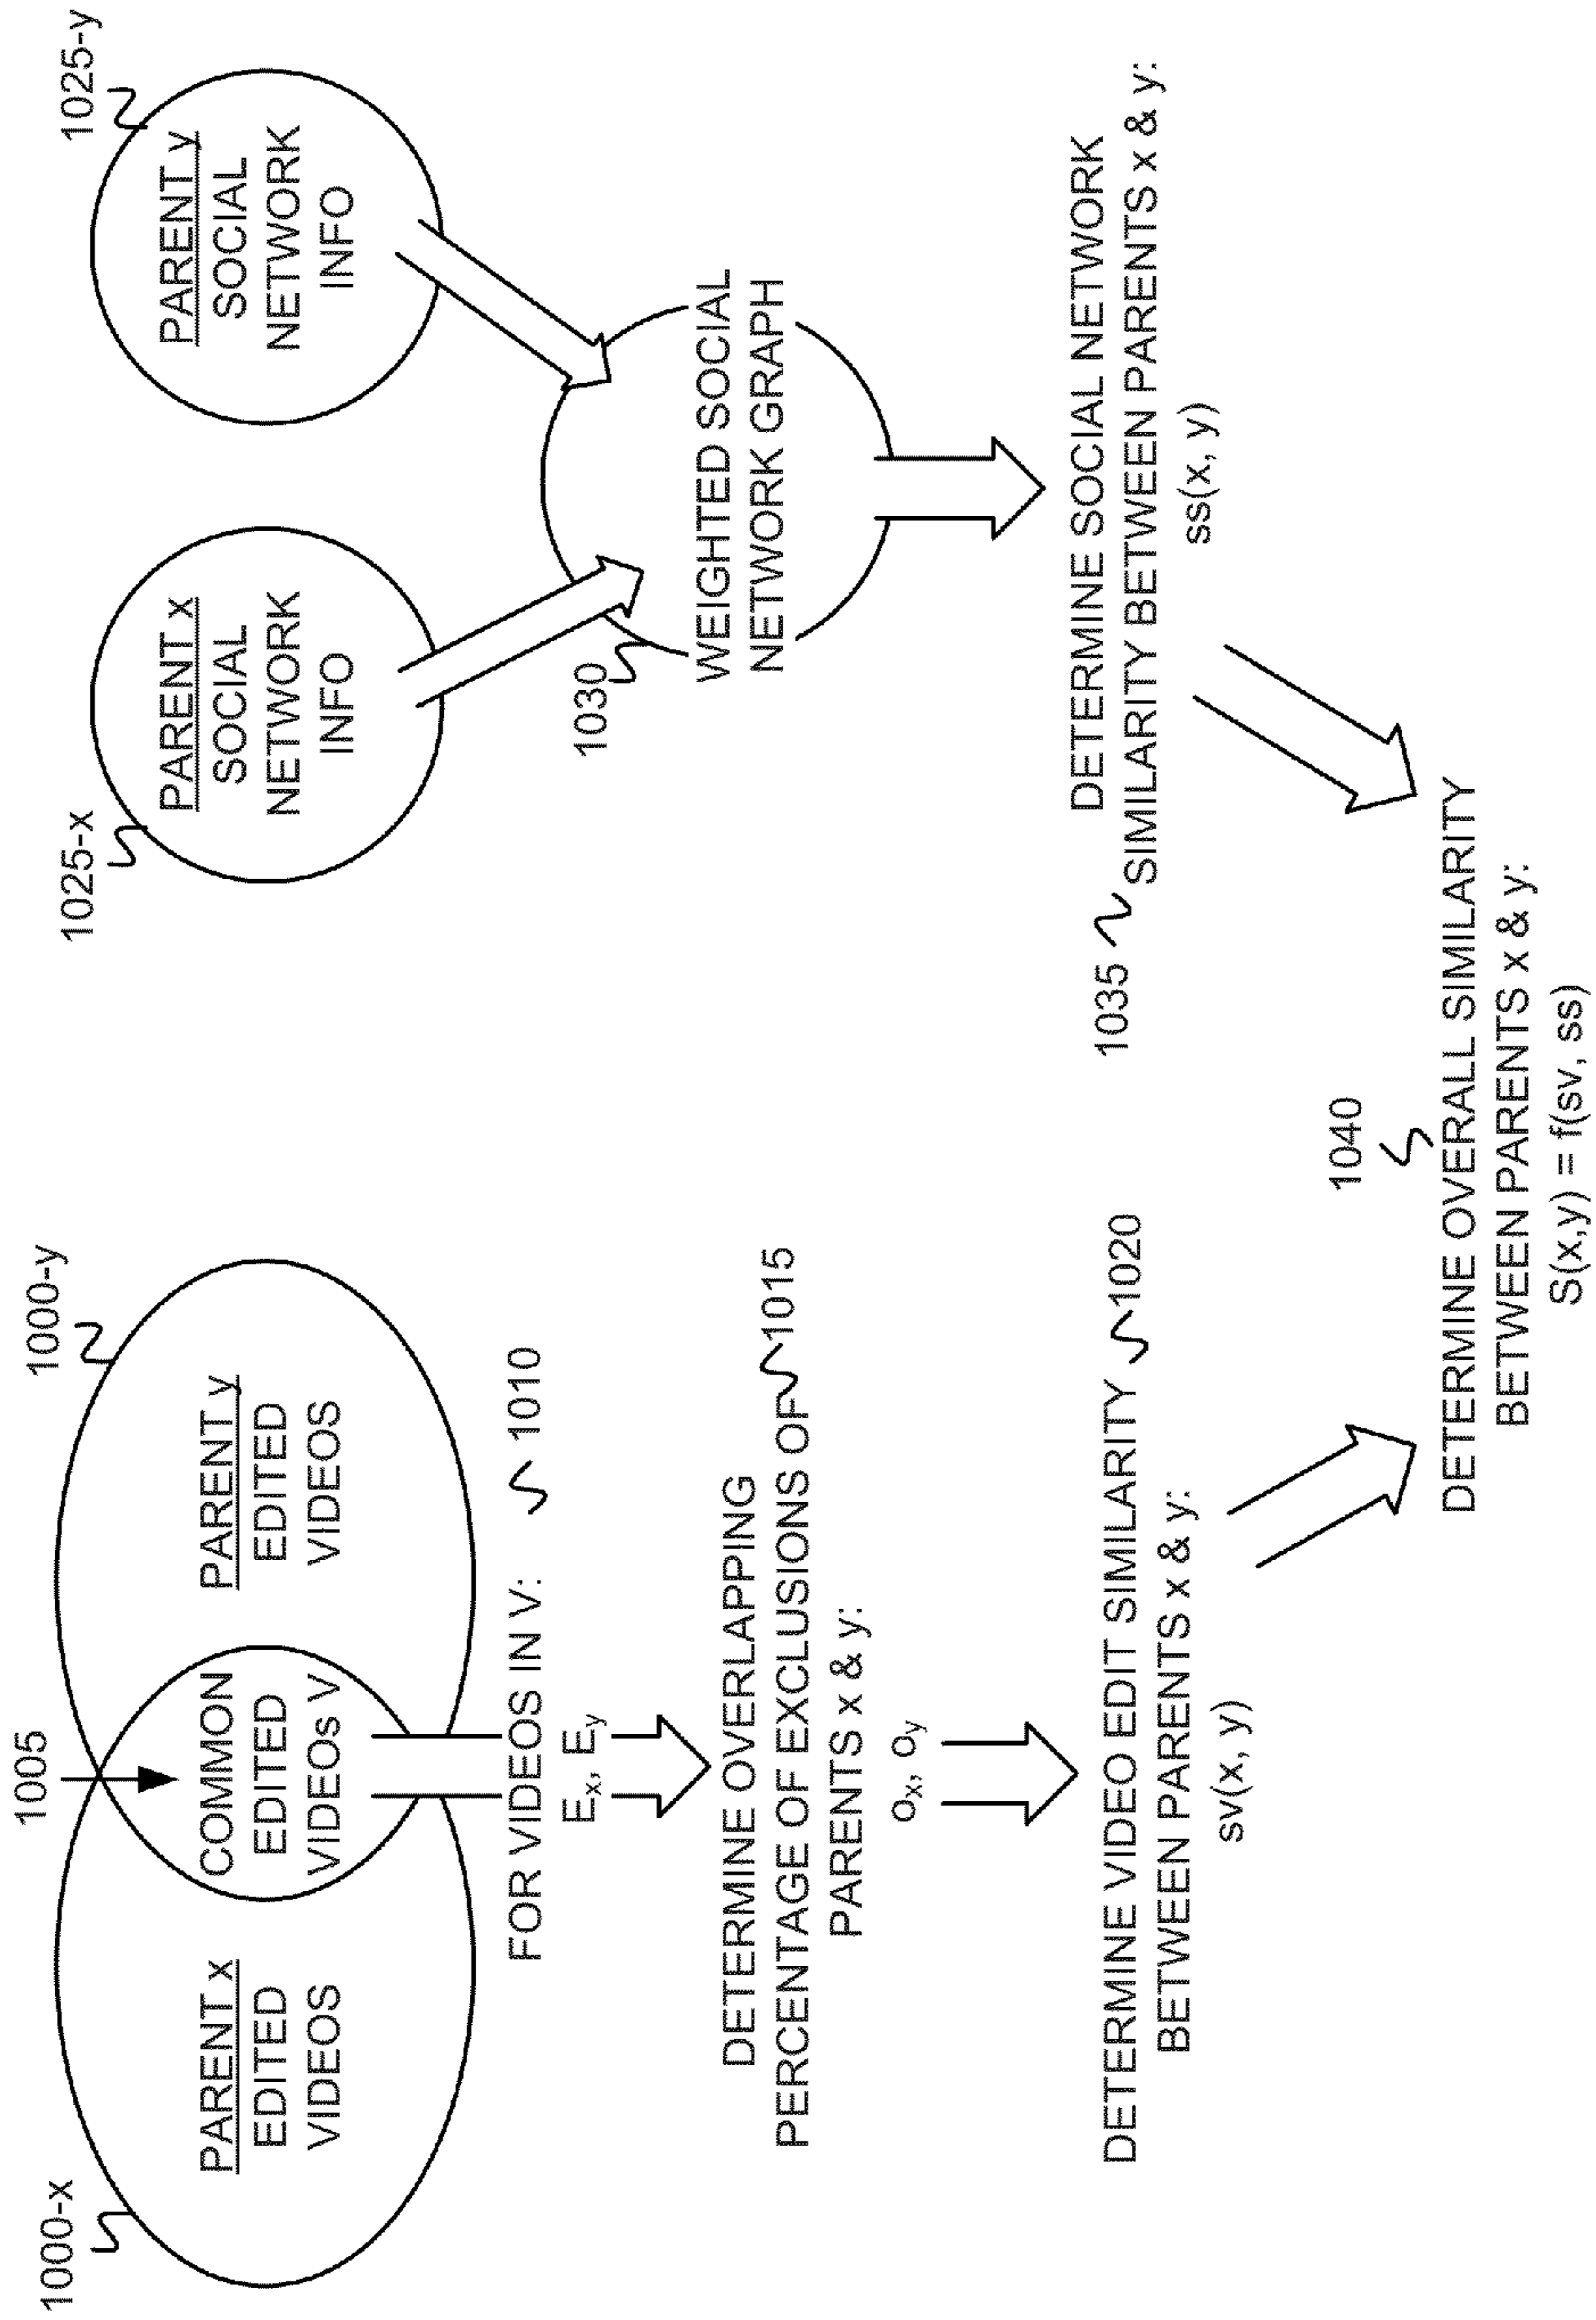 1000-x
1005
1000-y
PARENT x
EDITED
VIDEOS
COMMON
EDITED
VIDEOS V
PARENT y
EDITED
VIDEOS
FOR VIDEOS IN V:
1010
Eₓ, Eᵧ
DETERMINE OVERLAPPING
PERCENTAGE OF EXCLUSIONS OF
PARENTS x & y:
1015
oₓ, oᵧ
DETERMINE VIDEO EDIT SIMILARITY
BETWEEN PARENTS x & y:
sv(x, y)
1020
1025-x
PARENT x
SOCIAL
NETWORK
INFO
1025-y
PARENT y
SOCIAL
NETWORK
INFO
1030
WEIGHTED SOCIAL
NETWORK GRAPH
1035
DETERMINE SOCIAL NETWORK
SIMILARITY BETWEEN PARENTS x & y:
ss(x, y)
1040
DETERMINE OVERALL SIMILARITY
BETWEEN PARENTS x & y:
S(x,y) = f(sv, ss)